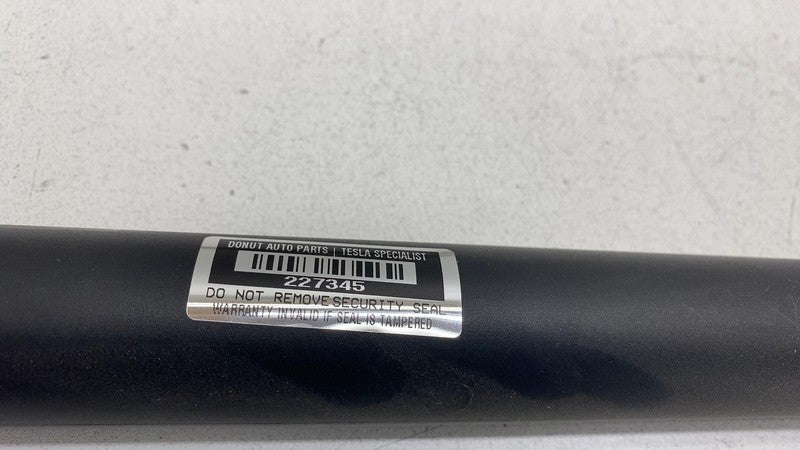 DONUT AUTO PARTS | TESLA SPECIALIST
227345
DO NOT REMOVE SECURITY SEAL
WARRANTY INVALID IF SEAL IS TAMPERED